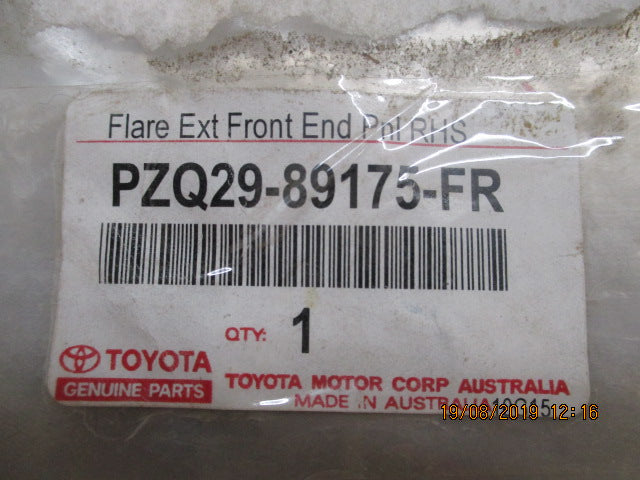 Flare Ext Front End Pnl RHS
PZQ29-89175-FR
QTY: 1
TOYOTA
GENUINE PARTS
TOYOTA MOTOR CORP AUSTRALIA
MADE IN AUSTRALIA
19/08/2019 12:16